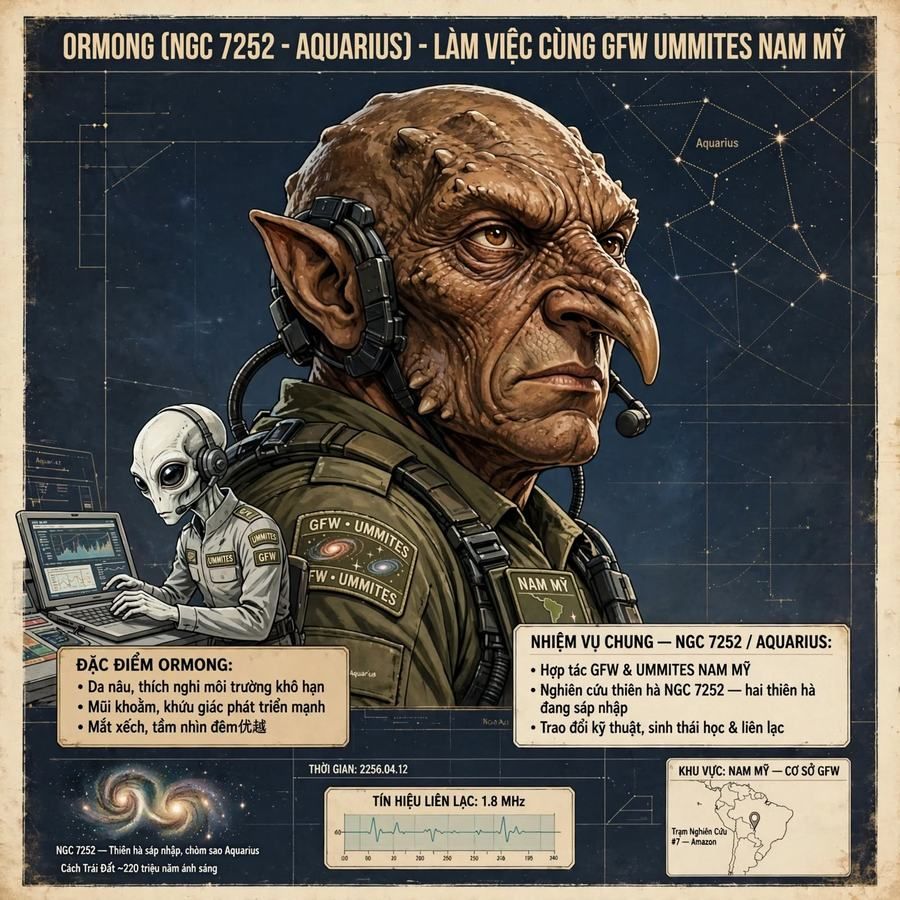 ORMONG (NGC 7252 - AQUARIUS) - LÀM VIỆC CÙNG GFW UMMITES NAM MỸ
Aquarius
GFW • UMMITES
FW • UMMITES
NAM MỸ
Aquarius
UMMITES
UMMITES
GFW
ĐẶC ĐIỂM ORMONG:
• Da nâu, thích nghi môi trường khô hạn
• Mũi khoằm, khứu giác phát triển mạnh
• Mắt xếch, tầm nhìn đêm优越
NHIỆM VỤ CHUNG — NGC 7252 / AQUARIUS:
• Hợp tác GFW & UMMITES NAM MỸ
• Nghiên cứu thiên hà NGC 7252 — hai thiên hà
đang sáp nhập
• Trao đổi kỹ thuật, sinh thái học & liên lạc
NGC 7252 — Thiên hà sáp nhập, chòm sao Aquarius
Cách Trái Đất ~220 triệu năm ánh sáng
THỜI GIAN: 2256.04.12
TÍN HIỆU LIÊN LẠC: 1.8 MHz
KHU VỰC: NAM MỸ — CƠ SỞ GFW
Trạm Nghiên Cứu
#7 — Amazon